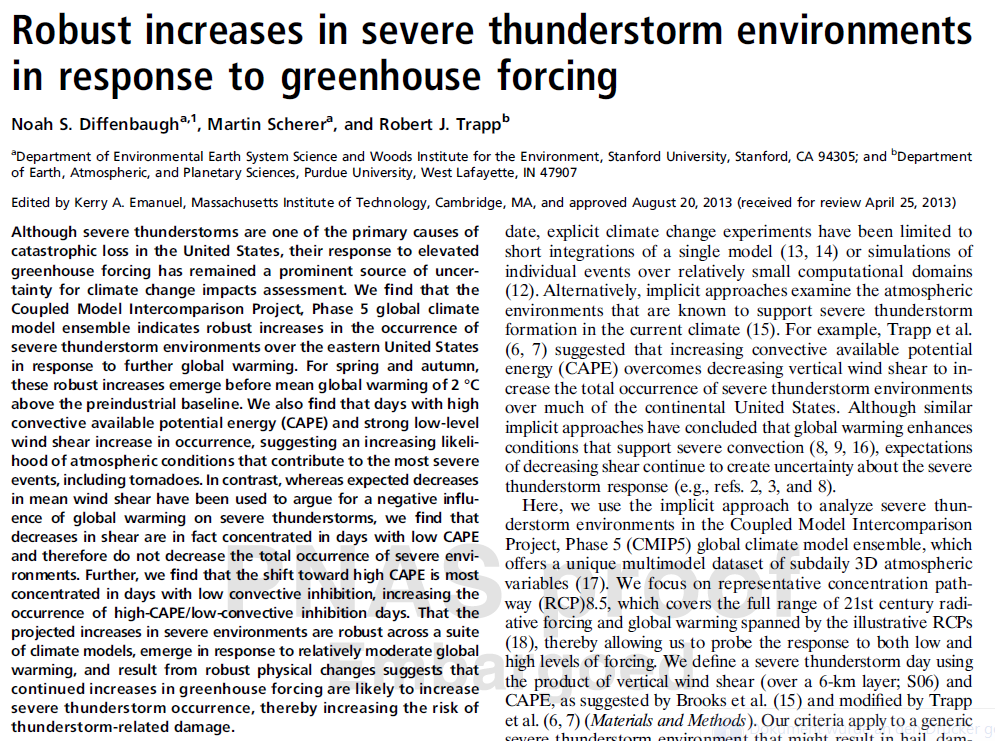 Robust increases in severe thunderstorm environments
in response to greenhouse forcing
Noah S. Diffenbaugh^a,1, Martin Scherer^a, and Robert J. Trapp^b
^aDepartment of Environmental Earth System Science and Woods Institute for the Environment, Stanford University, Stanford, CA 94305; and ^bDepartment
of Earth, Atmospheric, and Planetary Sciences, Purdue University, West Lafayette, IN 47907
Edited by Kerry A. Emanuel, Massachusetts Institute of Technology, Cambridge, MA, and approved August 20, 2013 (received for review April 25, 2013)
Although severe thunderstorms are one of the primary causes of
catastrophic loss in the United States, their response to elevated
greenhouse forcing has remained a prominent source of uncer-
tainty for climate change impacts assessment. We find that the
Coupled Model Intercomparison Project, Phase 5 global climate
model ensemble indicates robust increases in the occurrence of
severe thunderstorm environments over the eastern United States
in response to further global warming. For spring and autumn,
these robust increases emerge before mean global warming of 2 °C
above the preindustrial baseline. We also find that days with high
convective available potential energy (CAPE) and strong low-level
wind shear increase in occurrence, suggesting an increasing likeli-
hood of atmospheric conditions that contribute to the most severe
events, including tornadoes. In contrast, whereas expected decreases
in mean wind shear have been used to argue for a negative influ-
ence of global warming on severe thunderstorms, we find that
decreases in shear are in fact concentrated in days with low CAPE
and therefore do not decrease the total occurrence of severe envi-
ronments. Further, we find that the shift toward high CAPE is most
concentrated in days with low convective inhibition, increasing the
occurrence of high-CAPE/low-convective inhibition days. That the
projected increases in severe environments are robust across a suite
of climate models, emerge in response to relatively moderate global
warming, and result from robust physical changes suggests that
continued increases in greenhouse forcing are likely to increase
severe thunderstorm occurrence, thereby increasing the risk of
thunderstorm-related damage.
date, explicit climate change experiments have been limited to
short integrations of a single model (13, 14) or simulations of
individual events over relatively small computational domains
(12). Alternatively, implicit approaches examine the atmospheric
environments that are known to support severe thunderstorm
formation in the current climate (15). For example, Trapp et al.
(6, 7) suggested that increasing convective available potential
energy (CAPE) overcomes decreasing vertical wind shear to in-
crease the total occurrence of severe thunderstorm environments
over much of the continental United States. Although similar
implicit approaches have concluded that global warming enhances
conditions that support severe convection (8, 9, 16), expectations
of decreasing shear continue to create uncertainty about the severe
thunderstorm response (e.g., refs. 2, 3, and 8).
Here, we use the implicit approach to analyze severe thun-
derstorm environments in the Coupled Model Intercomparison
Project, Phase 5 (CMIP5) global climate model ensemble, which
offers a unique multimodel dataset of subdaily 3D atmospheric
variables (17). We focus on representative concentration path-
way (RCP)8.5, which covers the full range of 21st century radi-
ative forcing and global warming spanned by the illustrative RCPs
(18), thereby allowing us to probe the response to both low and
high levels of forcing. We define a severe thunderstorm day using
the product of vertical wind shear (over a 6-km layer; S06) and
CAPE, as suggested by Brooks et al. (15) and modified by Trapp
et al. (6, 7) (Materials and Methods). Our criteria apply to a generic
severe thunderstorm environment that might result in hail, dam-
PNAS proof
Embargoed